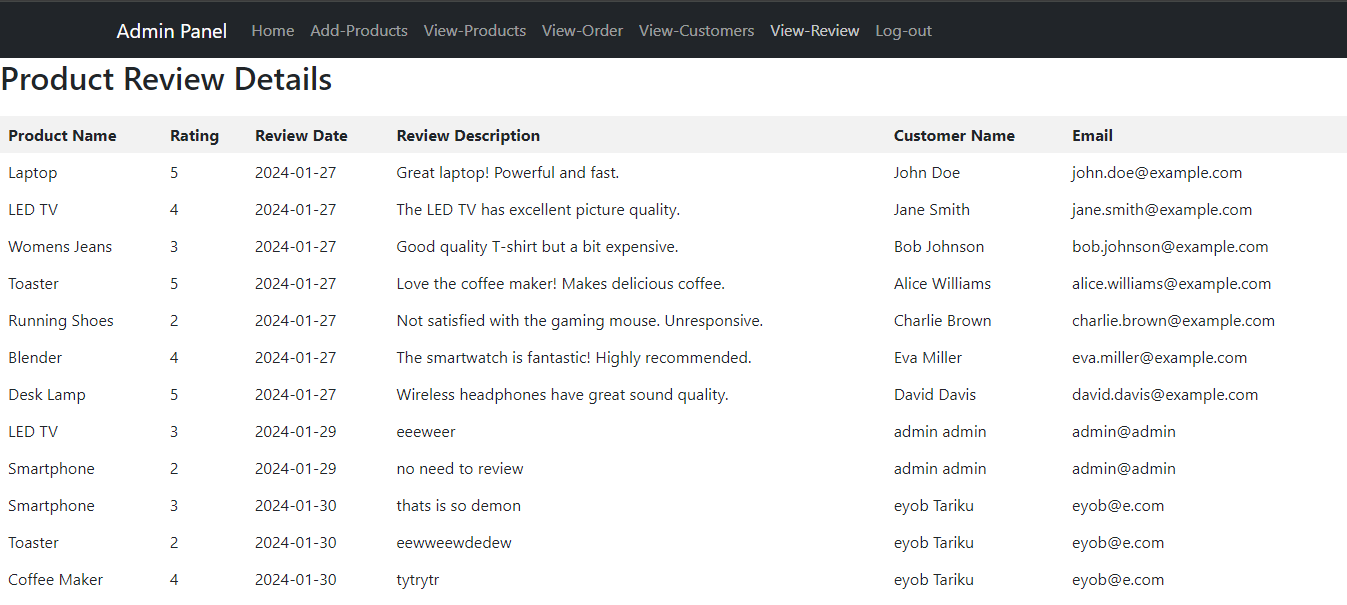 Admin Panel Home Add-Products View-Products View-Order View-Customers View-Review Log-out
Product Review Details
Product Name Rating Review Date Review Description Customer Name Email
Laptop 5 2024-01-27 Great laptop! Powerful and fast. John Doe john.doe@example.com
LED TV 4 2024-01-27 The LED TV has excellent picture quality. Jane Smith jane.smith@example.com
Womens Jeans 3 2024-01-27 Good quality T-shirt but a bit expensive. Bob Johnson bob.johnson@example.com
Toaster 5 2024-01-27 Love the coffee maker! Makes delicious coffee. Alice Williams alice.williams@example.com
Running Shoes 2 2024-01-27 Not satisfied with the gaming mouse. Unresponsive. Charlie Brown charlie.brown@example.com
Blender 4 2024-01-27 The smartwatch is fantastic! Highly recommended. Eva Miller eva.miller@example.com
Desk Lamp 5 2024-01-27 Wireless headphones have great sound quality. David Davis david.davis@example.com
LED TV 3 2024-01-29 eeeweer admin admin admin@admin
Smartphone 2 2024-01-29 no need to review admin admin admin@admin
Smartphone 3 2024-01-30 thats is so demon eyob Tariku eyob@e.com
Toaster 2 2024-01-30 eewweewdedew eyob Tariku eyob@e.com
Coffee Maker 4 2024-01-30 tytrytr eyob Tariku eyob@e.com